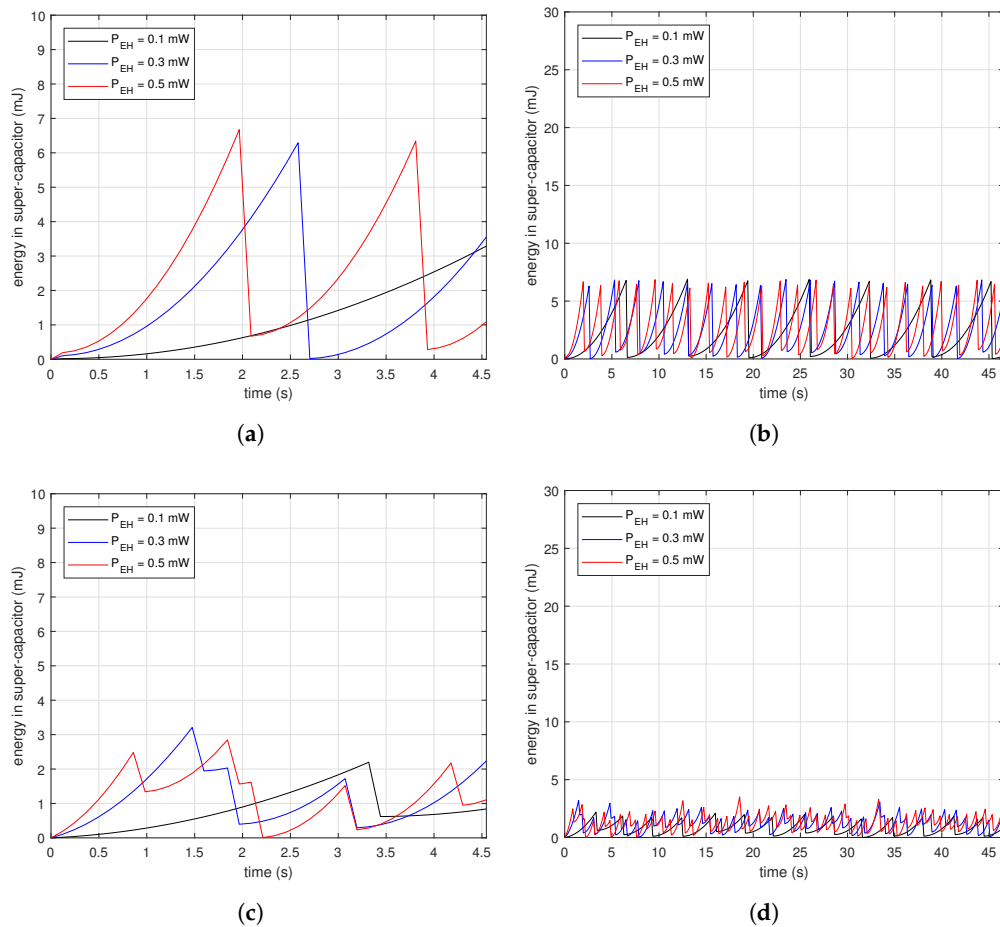 10
9
8
7
6
5
4
3
2
1
0
energy in super-capacitor (mJ)
P_EH = 0.1 mW
P_EH = 0.3 mW
P_EH = 0.5 mW
0 0.5 1 1.5 2 2.5 3 3.5 4 4.5
time (s)
(a)
30
25
20
15
10
5
0
energy in super-capacitor (mJ)
P_EH = 0.1 mW
P_EH = 0.3 mW
P_EH = 0.5 mW
0 5 10 15 20 25 30 35 40 45
time (s)
(b)
10
9
8
7
6
5
4
3
2
1
0
energy in super-capacitor (mJ)
P_EH = 0.1 mW
P_EH = 0.3 mW
P_EH = 0.5 mW
0 0.5 1 1.5 2 2.5 3 3.5 4 4.5
time (s)
(c)
30
25
20
15
10
5
0
energy in super-capacitor (mJ)
P_EH = 0.1 mW
P_EH = 0.3 mW
P_EH = 0.5 mW
0 5 10 15 20 25 30 35 40 45
time (s)
(d)